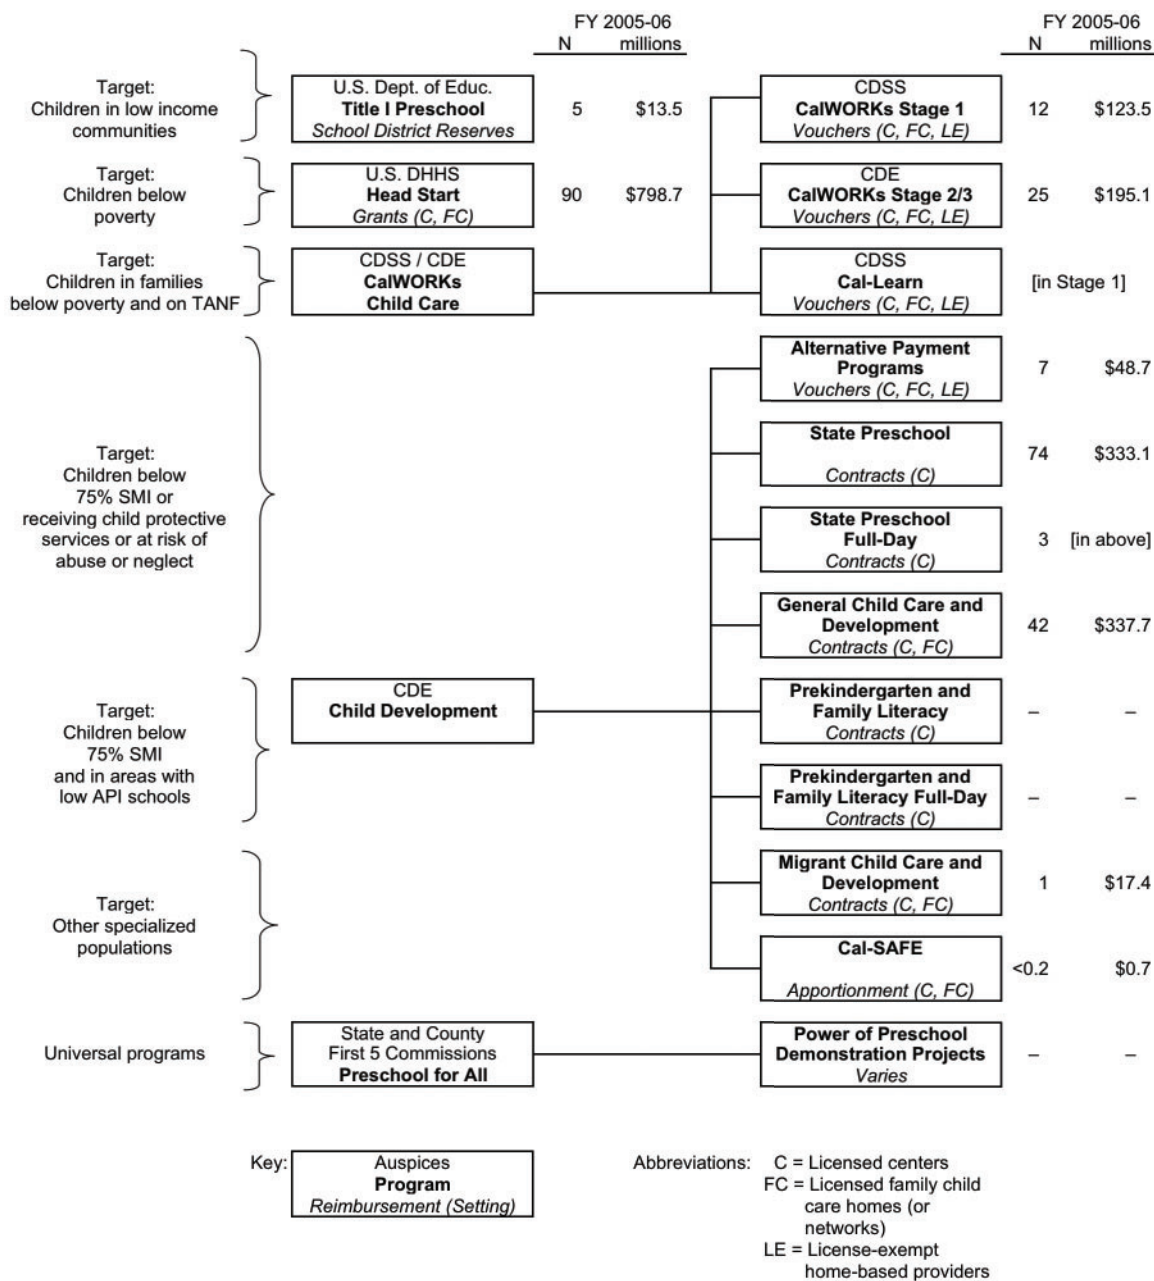 FY 2005-06
N millions
FY 2005-06
N millions
Target:
Children in low income
communities
U.S. Dept. of Educ.
Title I Preschool
School District Reserves
5 $13.5
CDSS
CalWORKs Stage 1
Vouchers (C, FC, LE)
12 $123.5
Target:
Children below
poverty
U.S. DHHS
Head Start
Grants (C, FC)
90 $798.7
CDE
CalWORKs Stage 2/3
Vouchers (C, FC, LE)
25 $195.1
Target:
Children in families
below poverty and on TANF
CDSS / CDE
CalWORKs
Child Care
CDSS
Cal-Learn
Vouchers (C, FC, LE)
[in Stage 1]
Target:
Children below
75% SMI or
receiving child protective
services or at risk of
abuse or neglect
Alternative Payment
Programs
Vouchers (C, FC, LE)
7 $48.7
State Preschool
Contracts (C)
74 $333.1
State Preschool
Full-Day
Contracts (C)
3 [in above]
General Child Care and
Development
Contracts (C, FC)
42 $337.7
Target:
Children below
75% SMI
and in areas with
low API schools
CDE
Child Development
Prekindergarten and
Family Literacy
Contracts (C)
– –
Prekindergarten and
Family Literacy Full-Day
Contracts (C)
– –
Target:
Other specialized
populations
Migrant Child Care and
Development
Contracts (C, FC)
1 $17.4
Cal-SAFE
Apportionment (C, FC)
<0.2 $0.7
Universal programs
State and County
First 5 Commissions
Preschool for All
Power of Preschool
Demonstration Projects
Varies
– –
Key:
Auspices
Program
Reimbursement (Setting)
Abbreviations: C = Licensed centers
FC = Licensed family child
care homes (or
networks)
LE = License-exempt
home-based providers